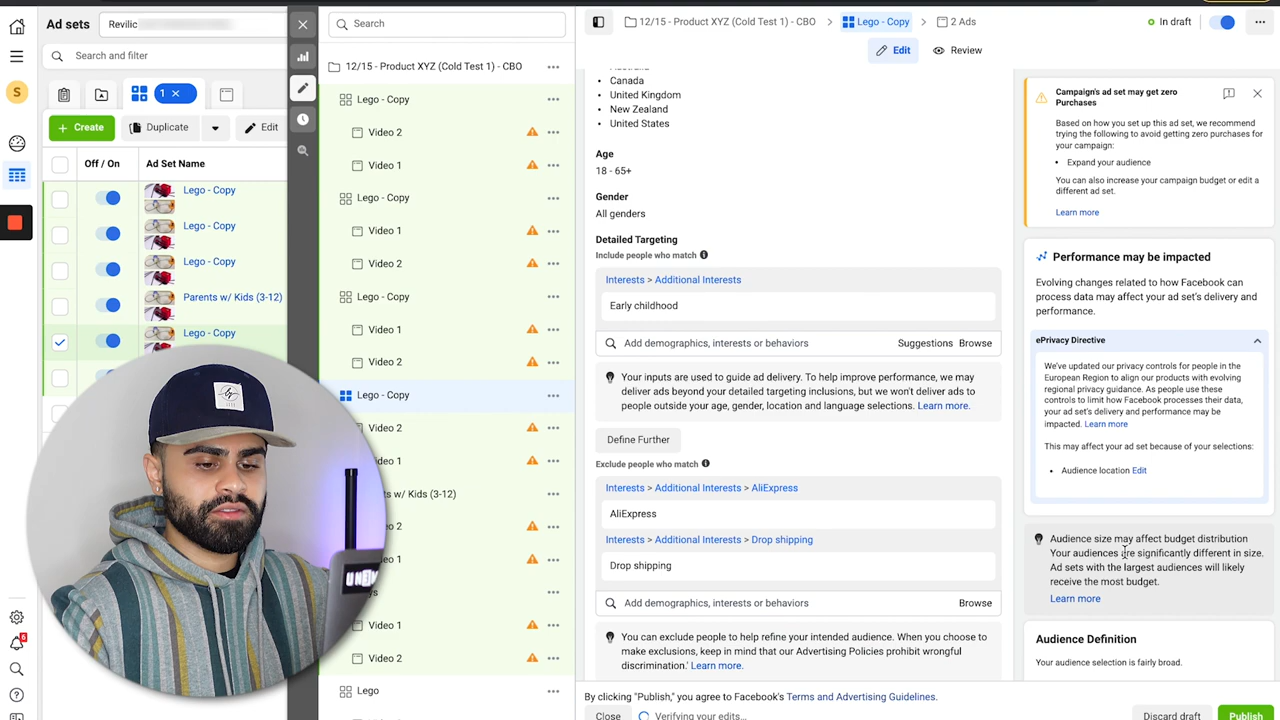 Ad sets
Revilic
Search and filter
1 ×
+ Create
Duplicate
Edit
Off / On
Ad Set Name
Lego - Copy
Lego - Copy
Lego - Copy
Parents w/ Kids (3-12)
Lego - Copy
S
6
Search
12/15 - Product XYZ (Cold Test 1) - CBO
Lego - Copy
Video 2
Video 1
Lego - Copy
Video 1
Video 2
Lego - Copy
Video 1
Video 2
Lego - Copy
Video 2
o 1
ts w/ Kids (3-12)
o 2
o 1
ys
Video 1
Video 2
Lego
12/15 - Product XYZ (Cold Test 1) - CBO > Lego - Copy > 2 Ads
In draft
Edit
Review
• Canada
• United Kingdom
• New Zealand
• United States
Age
18 - 65+
Gender
All genders
Detailed Targeting
Include people who match
Interests > Additional Interests
Early childhood
Add demographics, interests or behaviors
Suggestions Browse
Your inputs are used to guide ad delivery. To help improve performance, we may
deliver ads beyond your detailed targeting inclusions, but we won't deliver ads to
people outside your age, gender, location and language selections. Learn more.
Define Further
Exclude people who match
Interests > Additional Interests > AliExpress
AliExpress
Interests > Additional Interests > Drop shipping
Drop shipping
Add demographics, interests or behaviors
Browse
You can exclude people to help refine your intended audience. When you choose to
make exclusions, keep in mind that our Advertising Policies prohibit wrongful
discrimination.' Learn more.
By clicking "Publish," you agree to Facebook's Terms and Advertising Guidelines.
Close
Verifying your edits...
Discard draft
Publish
Campaign's ad set may get zero
Purchases
Based on how you set up this ad set, we recommend
trying the following to avoid getting zero purchases for
your campaign:
• Expand your audience
You can also increase your campaign budget or edit a
different ad set.
Learn more
Performance may be impacted
Evolving changes related to how Facebook can
process data may affect your ad set's delivery and
performance.
ePrivacy Directive
We've updated our privacy controls for people in the
European Region to align our products with evolving
regional privacy guidance. As people use these
controls to limit how Facebook processes their data,
your ad set's delivery and performance may be
impacted. Learn more
This may affect your ad set because of your selections:
• Audience location Edit
Audience size may affect budget distribution
Your audiences are significantly different in size.
Ad sets with the largest audiences will likely
receive the most budget.
Learn more
Audience Definition
Your audience selection is fairly broad.